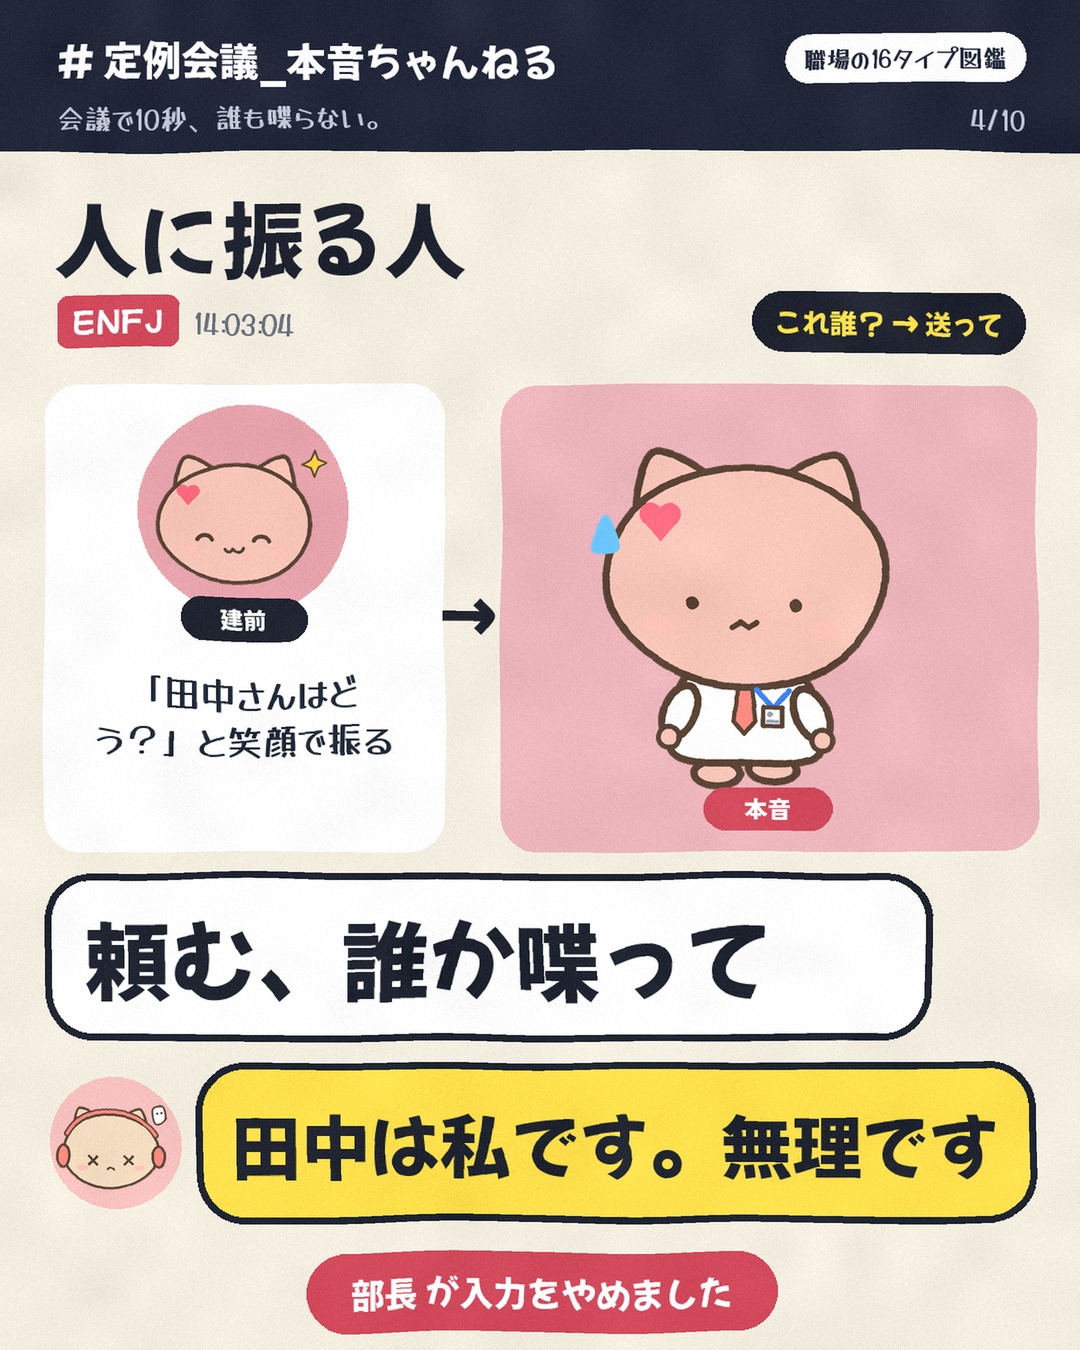 # 定例会議_本音ちゃんねる
職場の16タイプ図鑑
会議で10秒、誰も喋らない。
4/10
人に振る人
ENFJ
14:03:04
これ誰？→送って
建前
「田中さんはど
う？」と笑顔で振る
本音
頼む、誰か喋って
田中は私です。無理です
部長 が入力をやめました